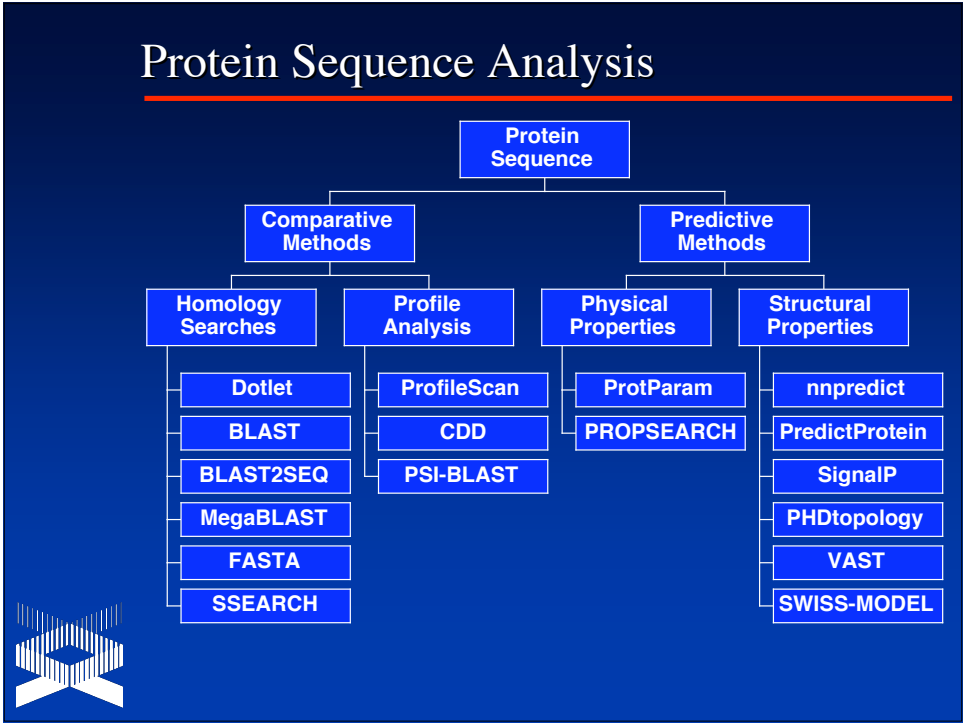 Protein Sequence Analysis
Protein
Sequence
Comparative
Methods
Predictive
Methods
Homology
Searches
Profile
Analysis
Physical
Properties
Structural
Properties
Dotlet
BLAST
BLAST2SEQ
MegaBLAST
FASTA
SSEARCH
ProfileScan
CDD
PSI-BLAST
ProtParam
PROPSEARCH
nnpredict
PredictProtein
SignalP
PHDtopology
VAST
SWISS-MODEL